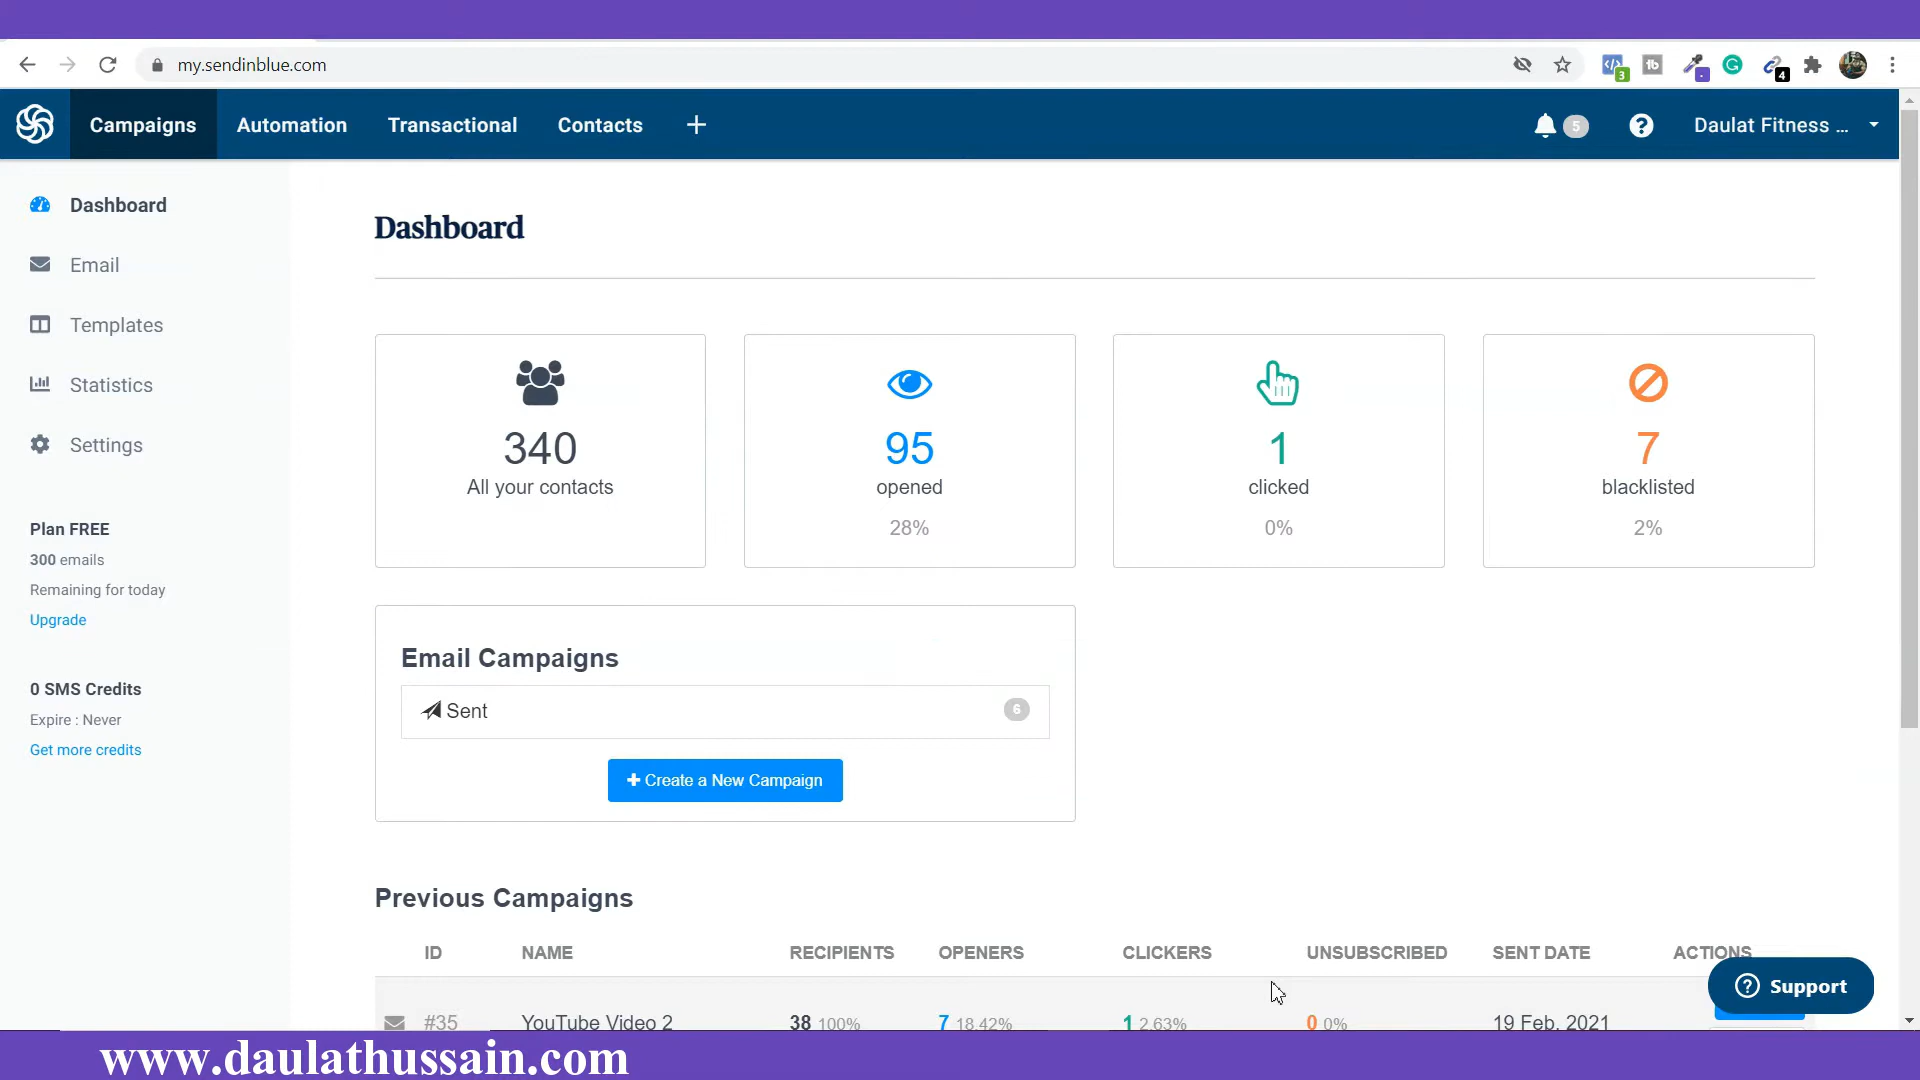 my.sendinblue.com
3
tb
4
Campaigns
Automation
Transactional
Contacts
5
Daulat Fitness ...
Dashboard
Email
Templates
Statistics
Settings
Plan FREE
300 emails
Remaining for today
Upgrade
0 SMS Credits
Expire : Never
Get more credits
Dashboard
340
All your contacts
95
opened
28%
1
clicked
0%
7
blacklisted
2%
Email Campaigns
Sent 6
+ Create a New Campaign
Previous Campaigns
ID NAME RECIPIENTS OPENERS CLICKERS UNSUBSCRIBED SENT DATE ACTIONS
#35 YouTube Video 2 38 100% 7 18.42% 1 2.63% 0 0% 19 Feb. 2021
Support
www.daulathussain.com